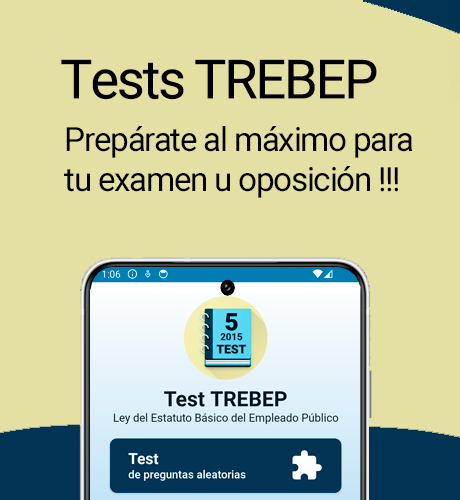 Tests TREBEP
Prepárate al máximo para
tu examen u oposición !!!
1:06
5
2015
TEST
Test TREBEP
Ley del Estatuto Básico del Empleado Público
Test
de preguntas aleatorias